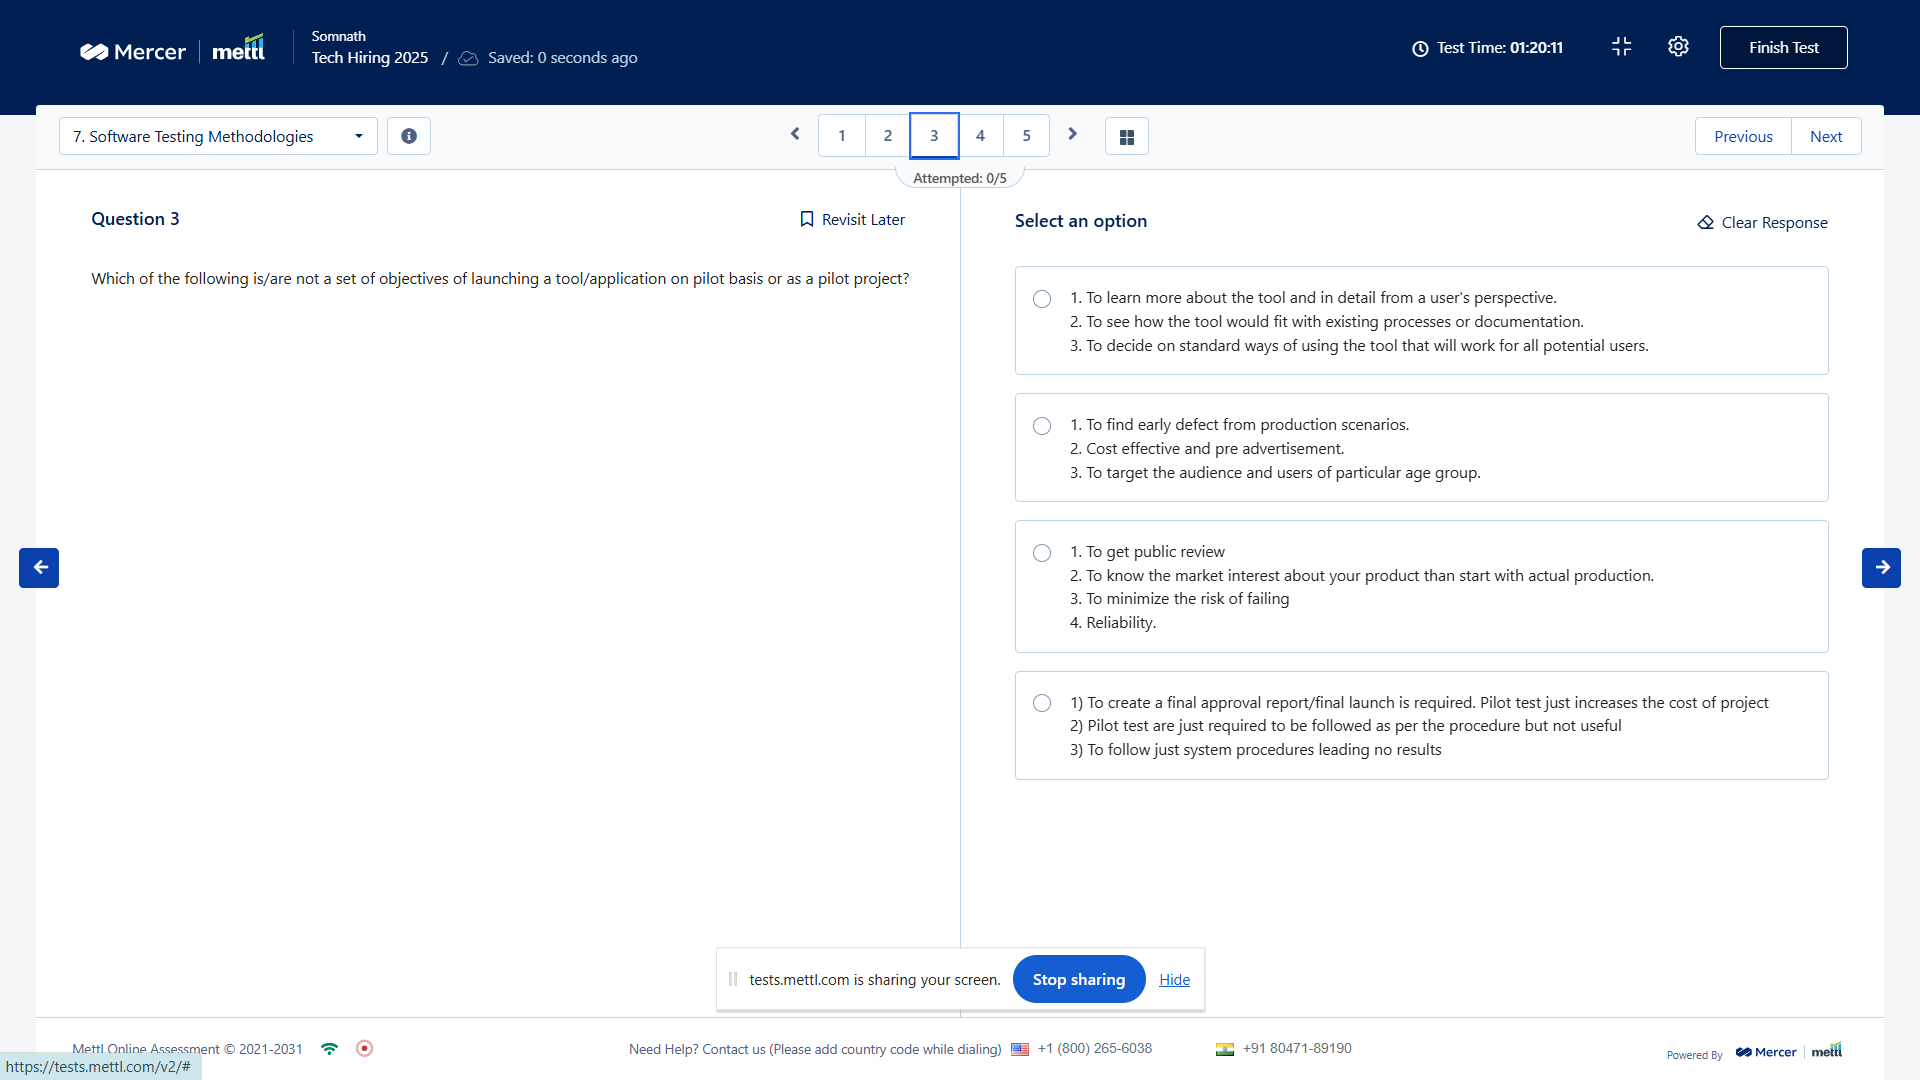 Mercer
mettl
Somnath
Tech Hiring 2025 / Saved: 0 seconds ago
Test Time: 01:20:11
Finish Test
7. Software Testing Methodologies
1 2 3 4 5
Previous Next
Attempted: 0/5
Question 3
Revisit Later
Which of the following is/are not a set of objectives of launching a tool/application on pilot basis or as a pilot project?
Select an option
Clear Response
1. To learn more about the tool and in detail from a user's perspective.
2. To see how the tool would fit with existing processes or documentation.
3. To decide on standard ways of using the tool that will work for all potential users.
1. To find early defect from production scenarios.
2. Cost effective and pre advertisement.
3. To target the audience and users of particular age group.
1. To get public review
2. To know the market interest about your product than start with actual production.
3. To minimize the risk of failing
4. Reliability.
1) To create a final approval report/final launch is required. Pilot test just increases the cost of project
2) Pilot test are just required to be followed as per the procedure but not useful
3) To follow just system procedures leading no results
tests.mettl.com is sharing your screen.
Stop sharing
Hide
Mettl Online Assessment © 2021-2031
Need Help? Contact us (Please add country code while dialing) +1 (800) 265-6038 +91 80471-89190
Powered By Mercer mettl
https://tests.mettl.com/v2/#